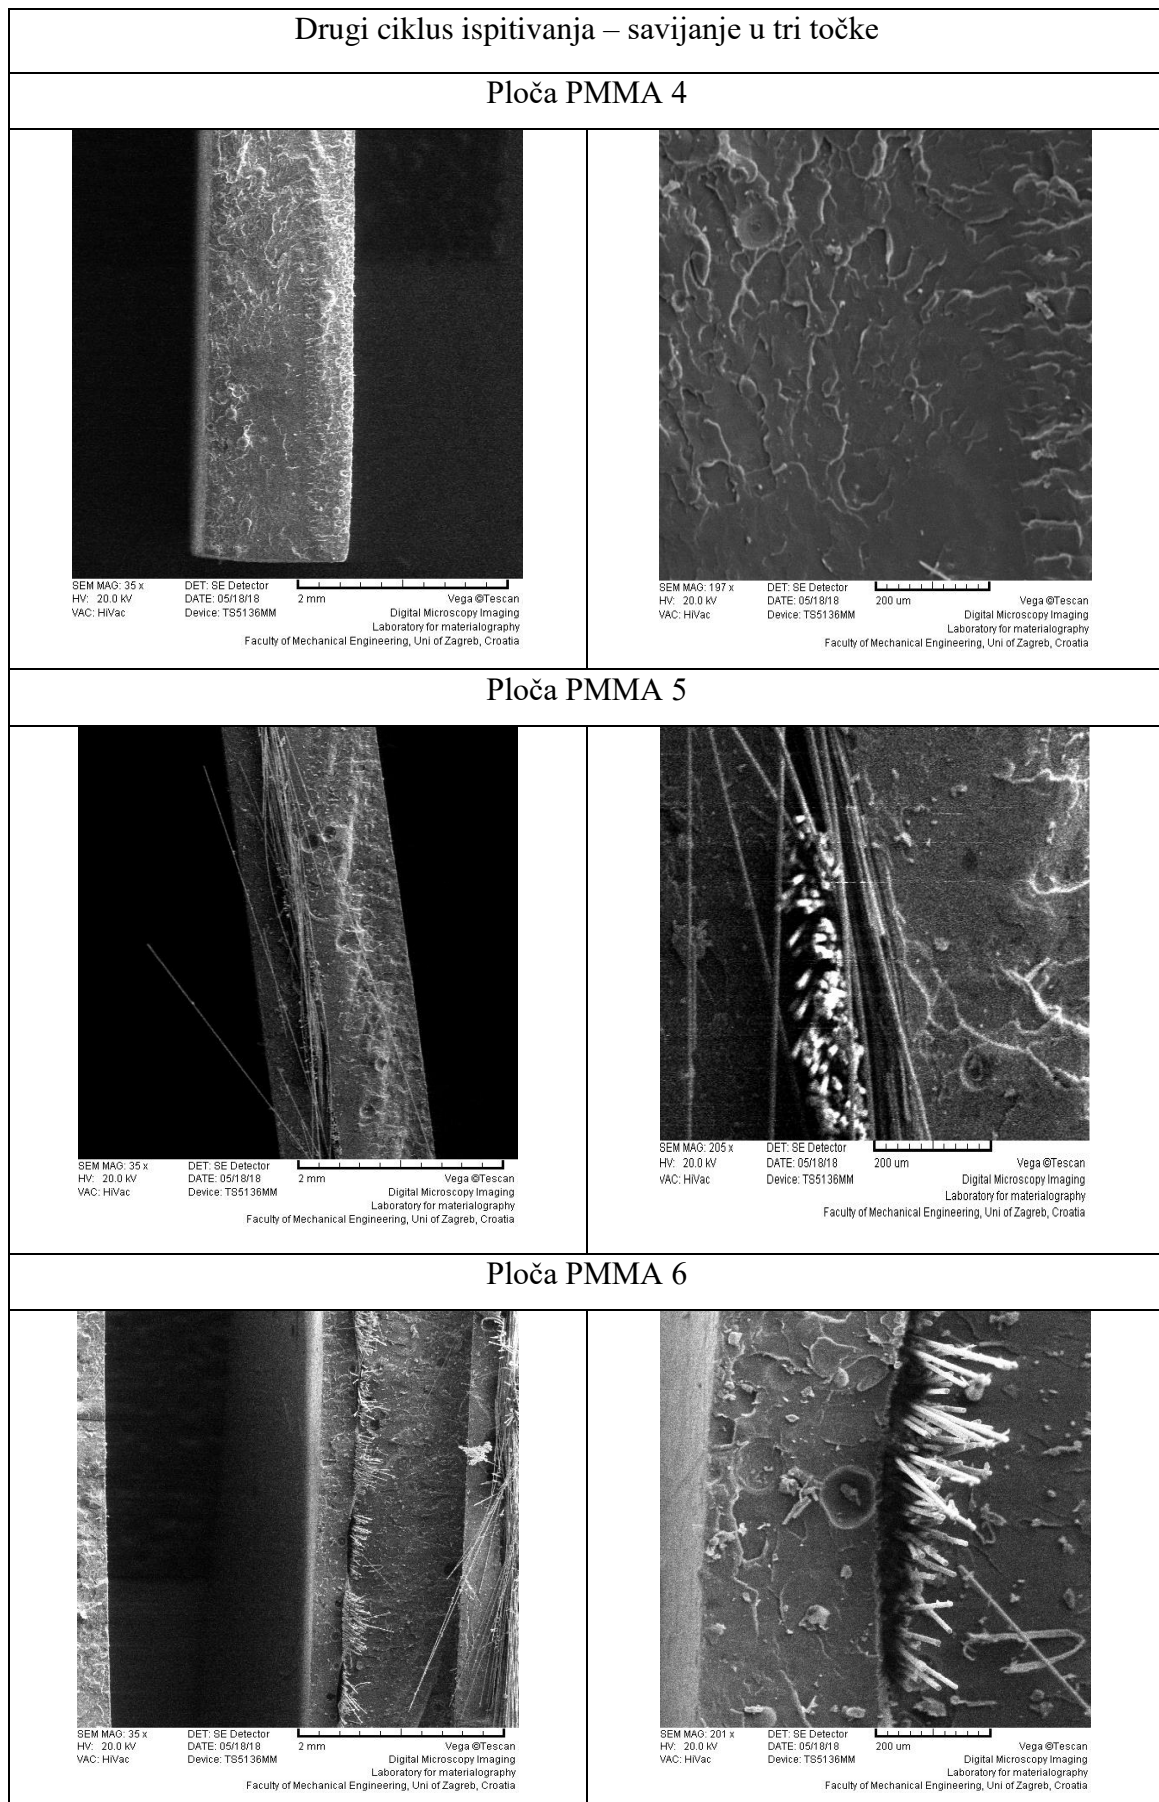 Drugi ciklus ispitivanja – savijanje u tri točke
Ploča PMMA 4
SEM MAG: 35 x DET: SE Detector
HV: 20.0 kV DATE: 05/18/18 2 mm Vega ©Tescan
VAC: HiVac Device: TS5136MM Digital Microscopy Imaging
Laboratory for materialography
Faculty of Mechanical Engineering, Uni of Zagreb, Croatia
SEM MAG: 197 x DET: SE Detector
HV: 20.0 kV DATE: 05/18/18 200 um Vega ©Tescan
VAC: HiVac Device: TS5136MM Digital Microscopy Imaging
Laboratory for materialography
Faculty of Mechanical Engineering, Uni of Zagreb, Croatia
Ploča PMMA 5
SEM MAG: 35 x DET: SE Detector
HV: 20.0 kV DATE: 05/18/18 2 mm Vega ©Tescan
VAC: HiVac Device: TS5136MM Digital Microscopy Imaging
Laboratory for materialography
Faculty of Mechanical Engineering, Uni of Zagreb, Croatia
SEM MAG: 205 x DET: SE Detector
HV: 20.0 kV DATE: 05/18/18 200 um Vega ©Tescan
VAC: HiVac Device: TS5136MM Digital Microscopy Imaging
Laboratory for materialography
Faculty of Mechanical Engineering, Uni of Zagreb, Croatia
Ploča PMMA 6
SEM MAG: 35 x DET: SE Detector
HV: 20.0 kV DATE: 05/18/18 2 mm Vega ©Tescan
VAC: HiVac Device: TS5136MM Digital Microscopy Imaging
Laboratory for materialography
Faculty of Mechanical Engineering, Uni of Zagreb, Croatia
SEM MAG: 201 x DET: SE Detector
HV: 20.0 kV DATE: 05/18/18 200 um Vega ©Tescan
VAC: HiVac Device: TS5136MM Digital Microscopy Imaging
Laboratory for materialography
Faculty of Mechanical Engineering, Uni of Zagreb, Croatia